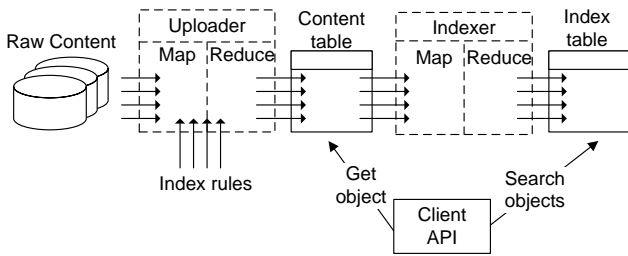 Raw Content
Uploader
Map
Reduce
Content
table
Indexer
Map
Reduce
Index
table
Index rules
Get
object
Client
API
Search
objects